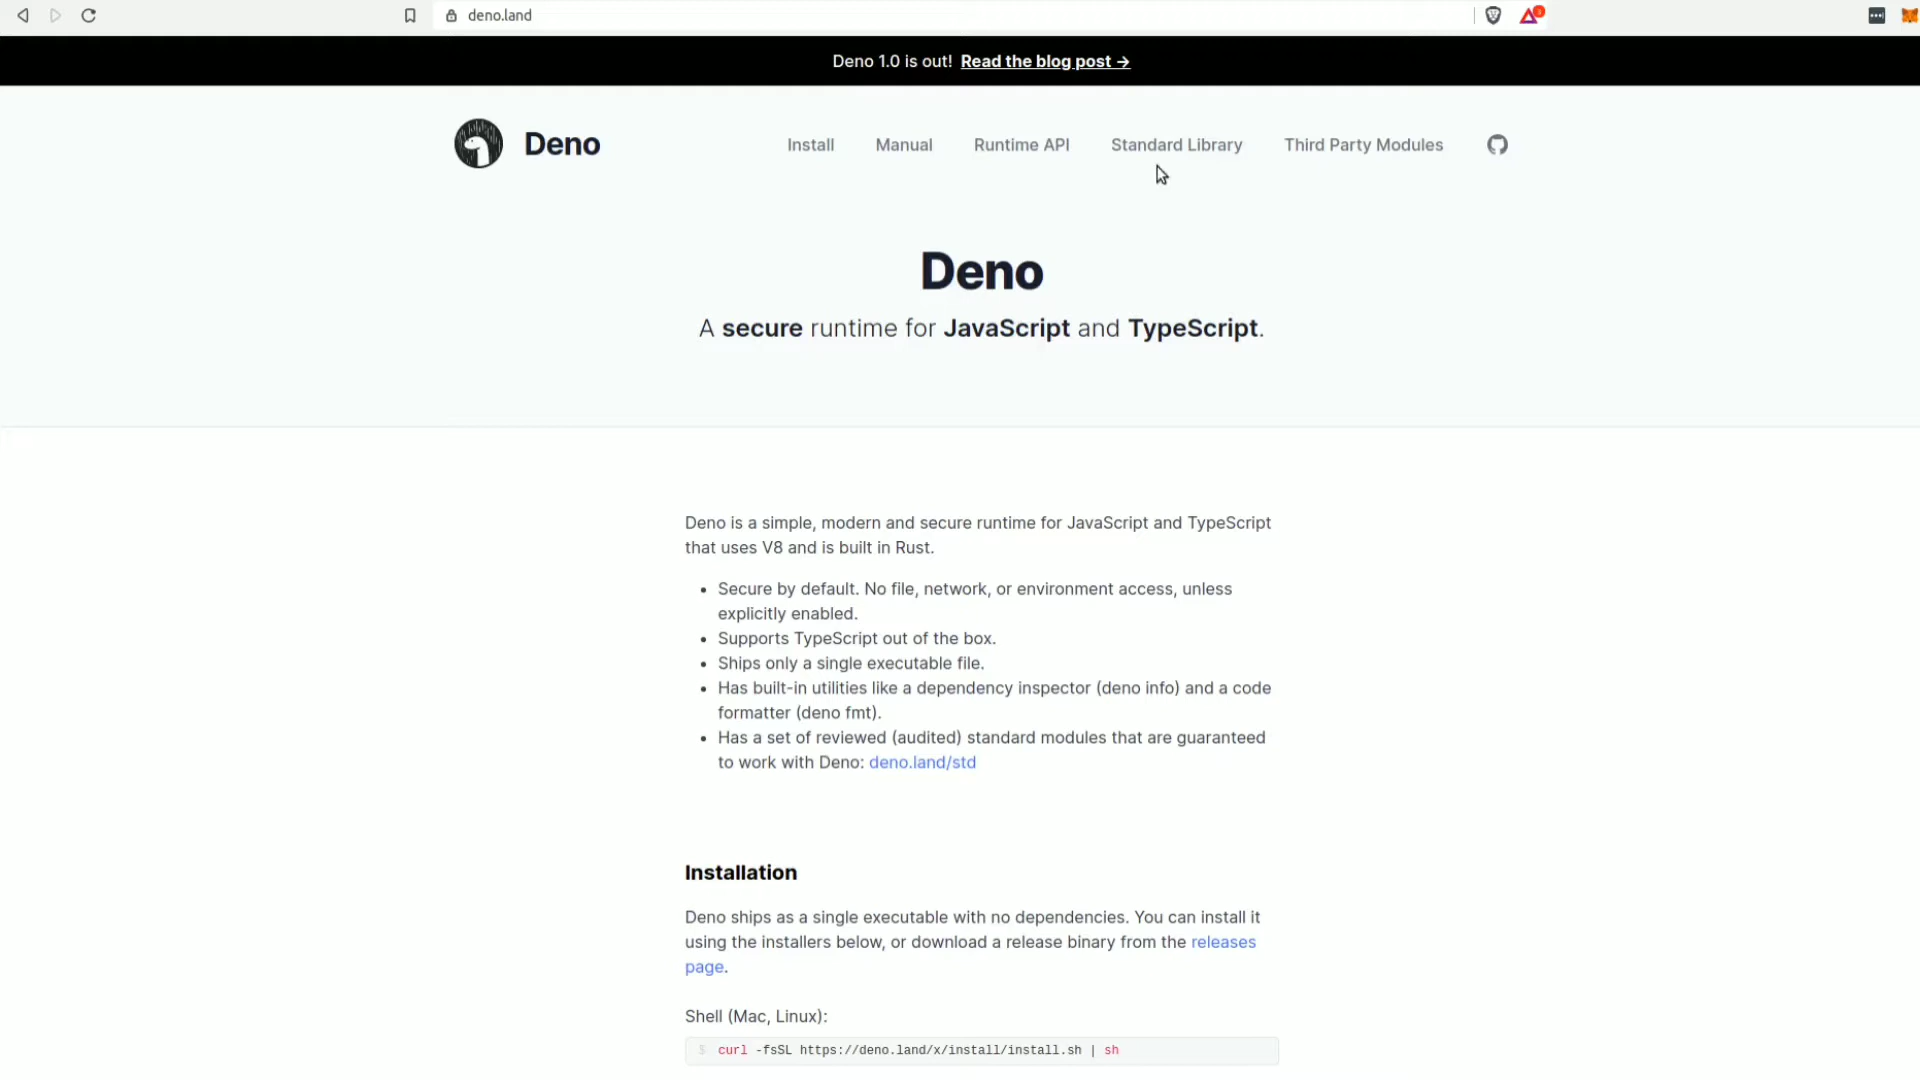 deno.land
Deno 1.0 is out! Read the blog post →
Deno
Install Manual Runtime API Standard Library Third Party Modules
Deno
A secure runtime for JavaScript and TypeScript.
Deno is a simple, modern and secure runtime for JavaScript and TypeScript
that uses V8 and is built in Rust.
• Secure by default. No file, network, or environment access, unless
explicitly enabled.
• Supports TypeScript out of the box.
• Ships only a single executable file.
• Has built-in utilities like a dependency inspector (deno info) and a code
formatter (deno fmt).
• Has a set of reviewed (audited) standard modules that are guaranteed
to work with Deno: deno.land/std
Installation
Deno ships as a single executable with no dependencies. You can install it
using the installers below, or download a release binary from the releases
page.
Shell (Mac, Linux):
$ curl -fsSL https://deno.land/x/install/install.sh | sh